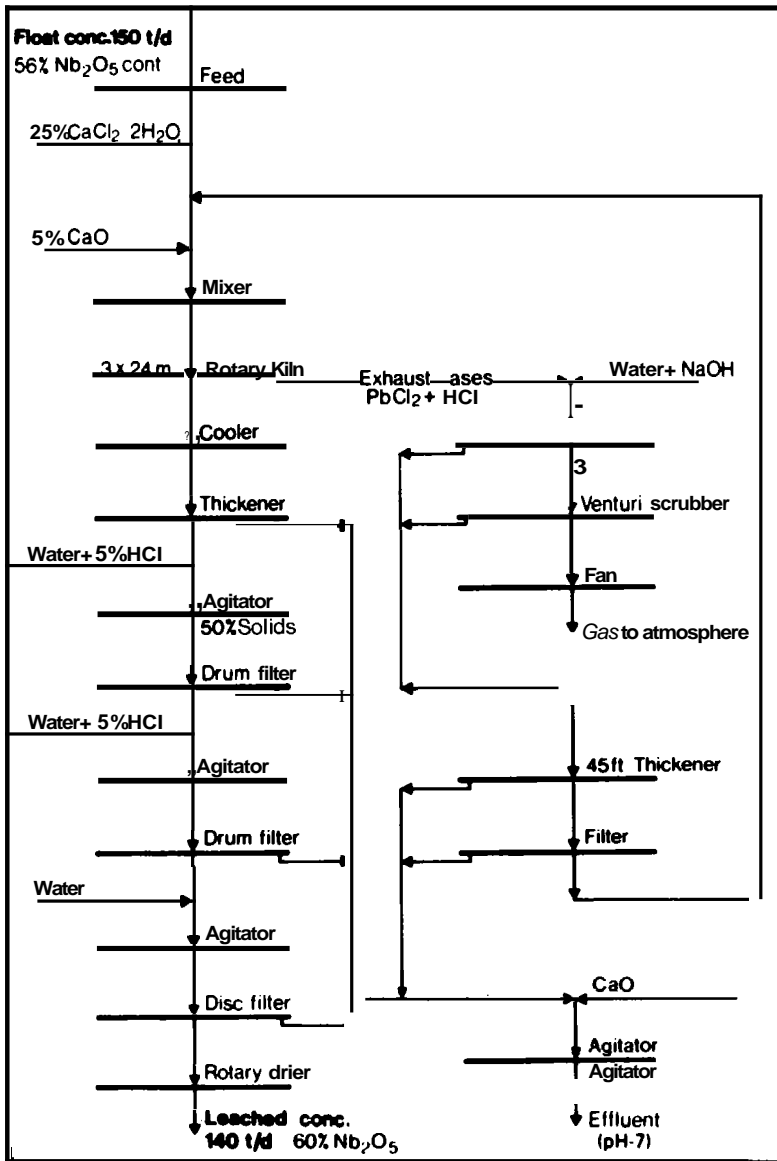 Float conc.150 t/d
56% Nb₂O₅ cont
Feed
25%CaCl₂ 2H₂O
5% CaO
Mixer
3 x 24 m
Rotary Kiln
Exhaust ases
PbCl₂ + HCl
Water+ NaOH
Cooler
3
Thickener
Venturi scrubber
Water+ 5%HCl
Fan
Agitator
50% Solids
Gas to atmosphere
Drum filter
Water+ 5%HCl
Agitator
45ft Thickener
Drum filter
Filter
Water
Agitator
CaO
Disc filter
Agitator
Agitator
Rotary drier
Leached conc.
140 t/d 60% Nb₂O₅
Effluent
(pH-7)